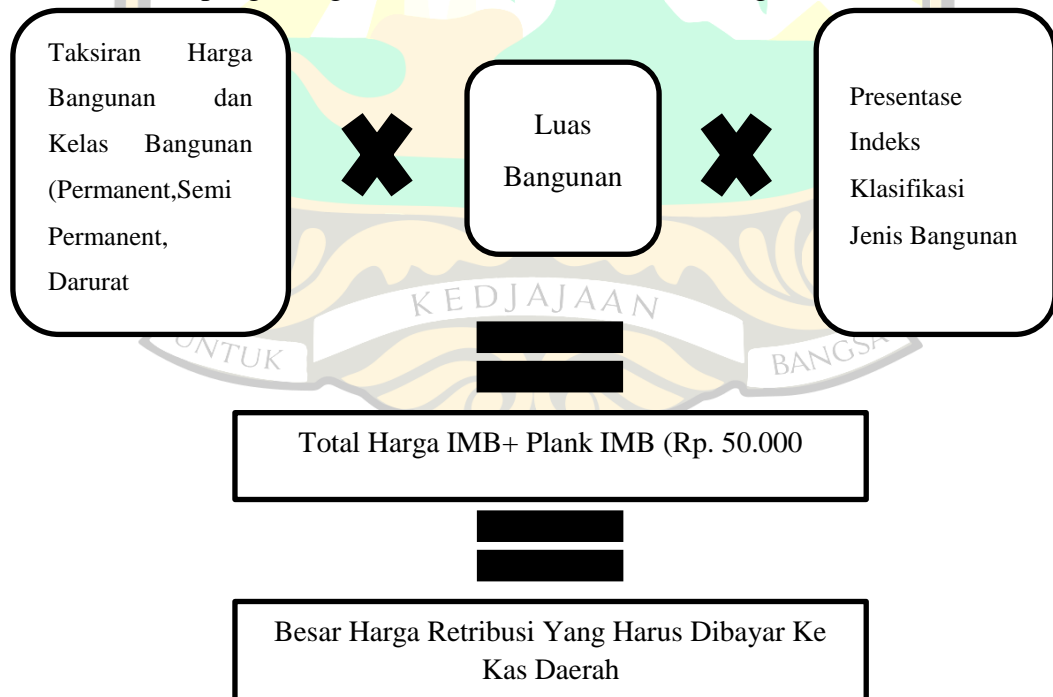 Taksiran Harga
Bangunan dan
Kelas Bangunan
(Permanent,Semi
Permanent,
Darurat
Luas
Bangunan
Presentase
Indeks
Klasifikasi
Jenis Bangunan
KEDJAJAAN
UNTUK
BANGSA
Total Harga IMB+ Plank IMB (Rp. 50.000
Besar Harga Retribusi Yang Harus Dibayar Ke
Kas Daerah